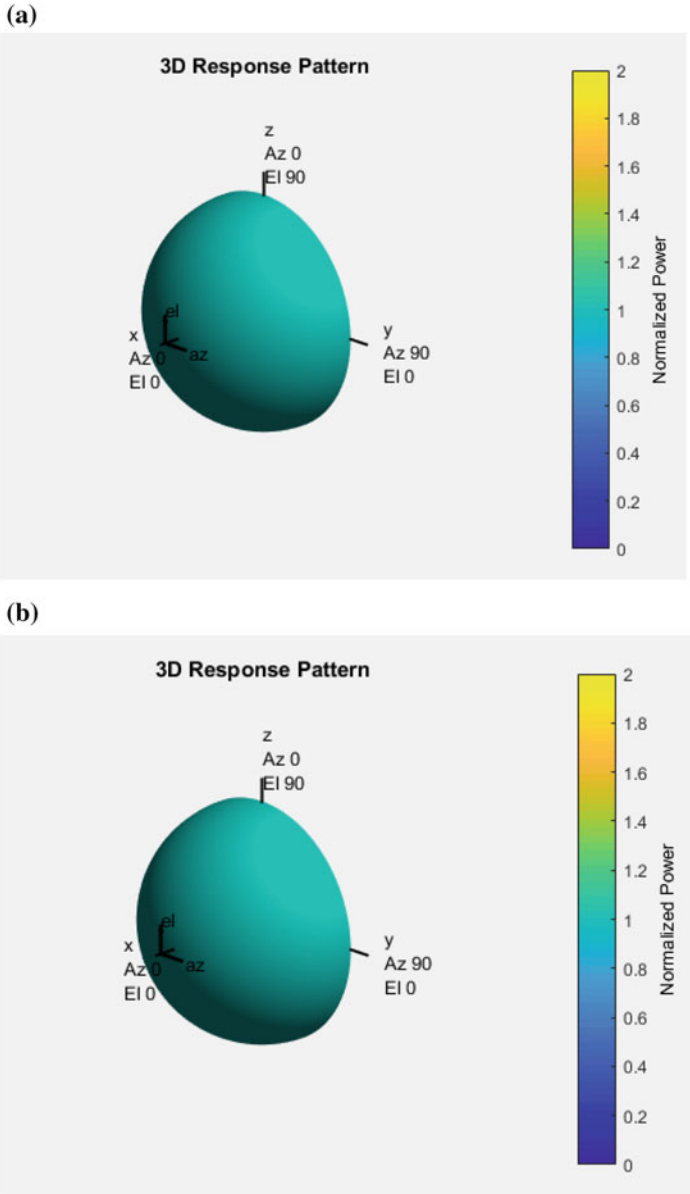 (a)
3D Response Pattern
z
Az 0
El 90
el
x
Az 0
El 0
az
y
Az 90
El 0
2
1.8
1.6
1.4
1.2
1
0.8
0.6
0.4
0.2
0
Normalized Power
(b)
3D Response Pattern
z
Az 0
El 90
el
x
Az 0
El 0
az
y
Az 90
El 0
2
1.8
1.6
1.4
1.2
1
0.8
0.6
0.4
0.2
0
Normalized Power